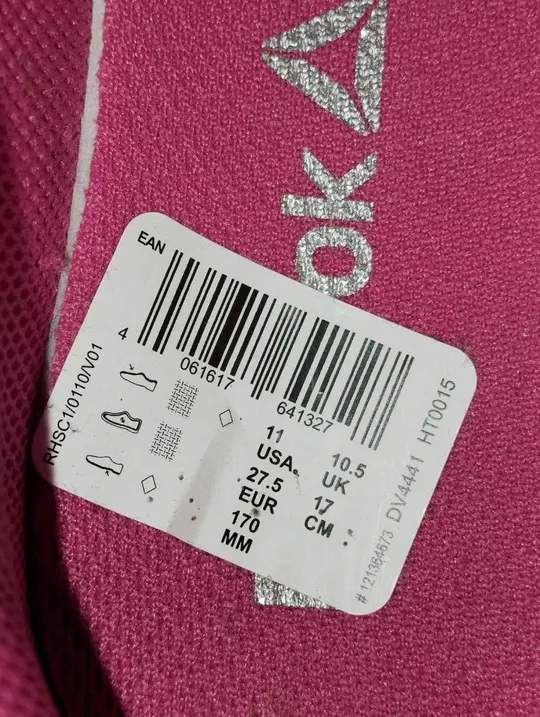 ok
EAN
4 061617 641327
RHSC1/0110/V01
11
USA
10.5
UK
27.5
EUR
17
CM
170
MM
#121364673 DV4441 HT0015